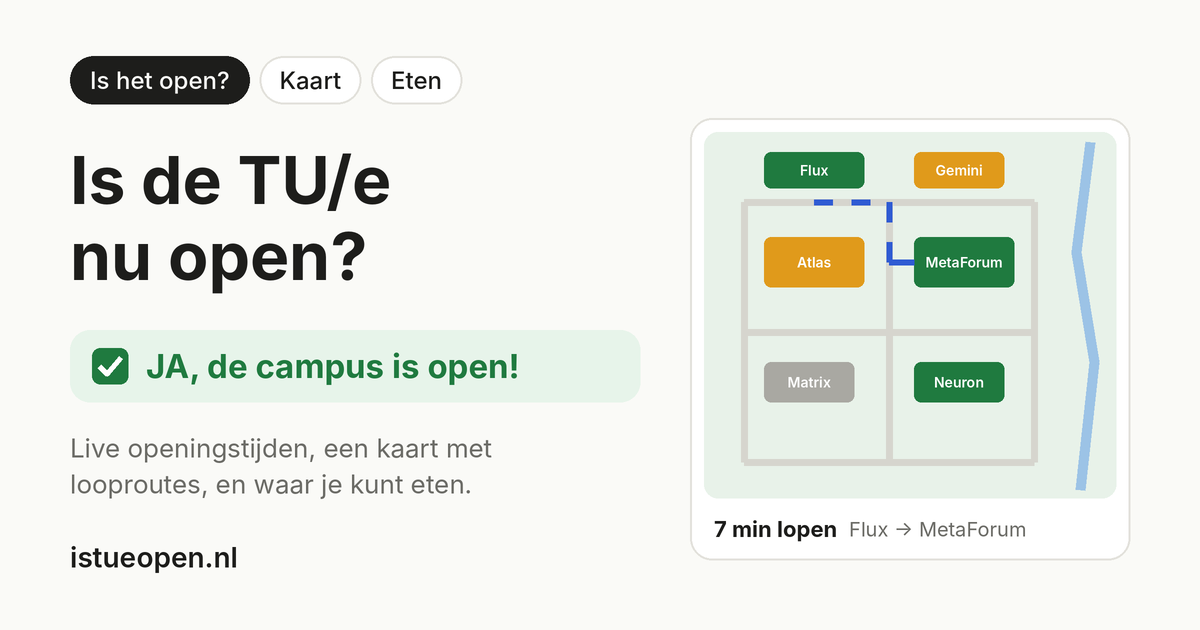 Is het open? Kaart Eten
Is de TU/e
nu open?
JA, de campus is open!
Live openingstijden, een kaart met
looproutes, en waar je kunt eten.
istueopen.nl
Flux Gemini
Atlas MetaForum
Matrix Neuron
7 min lopen Flux → MetaForum